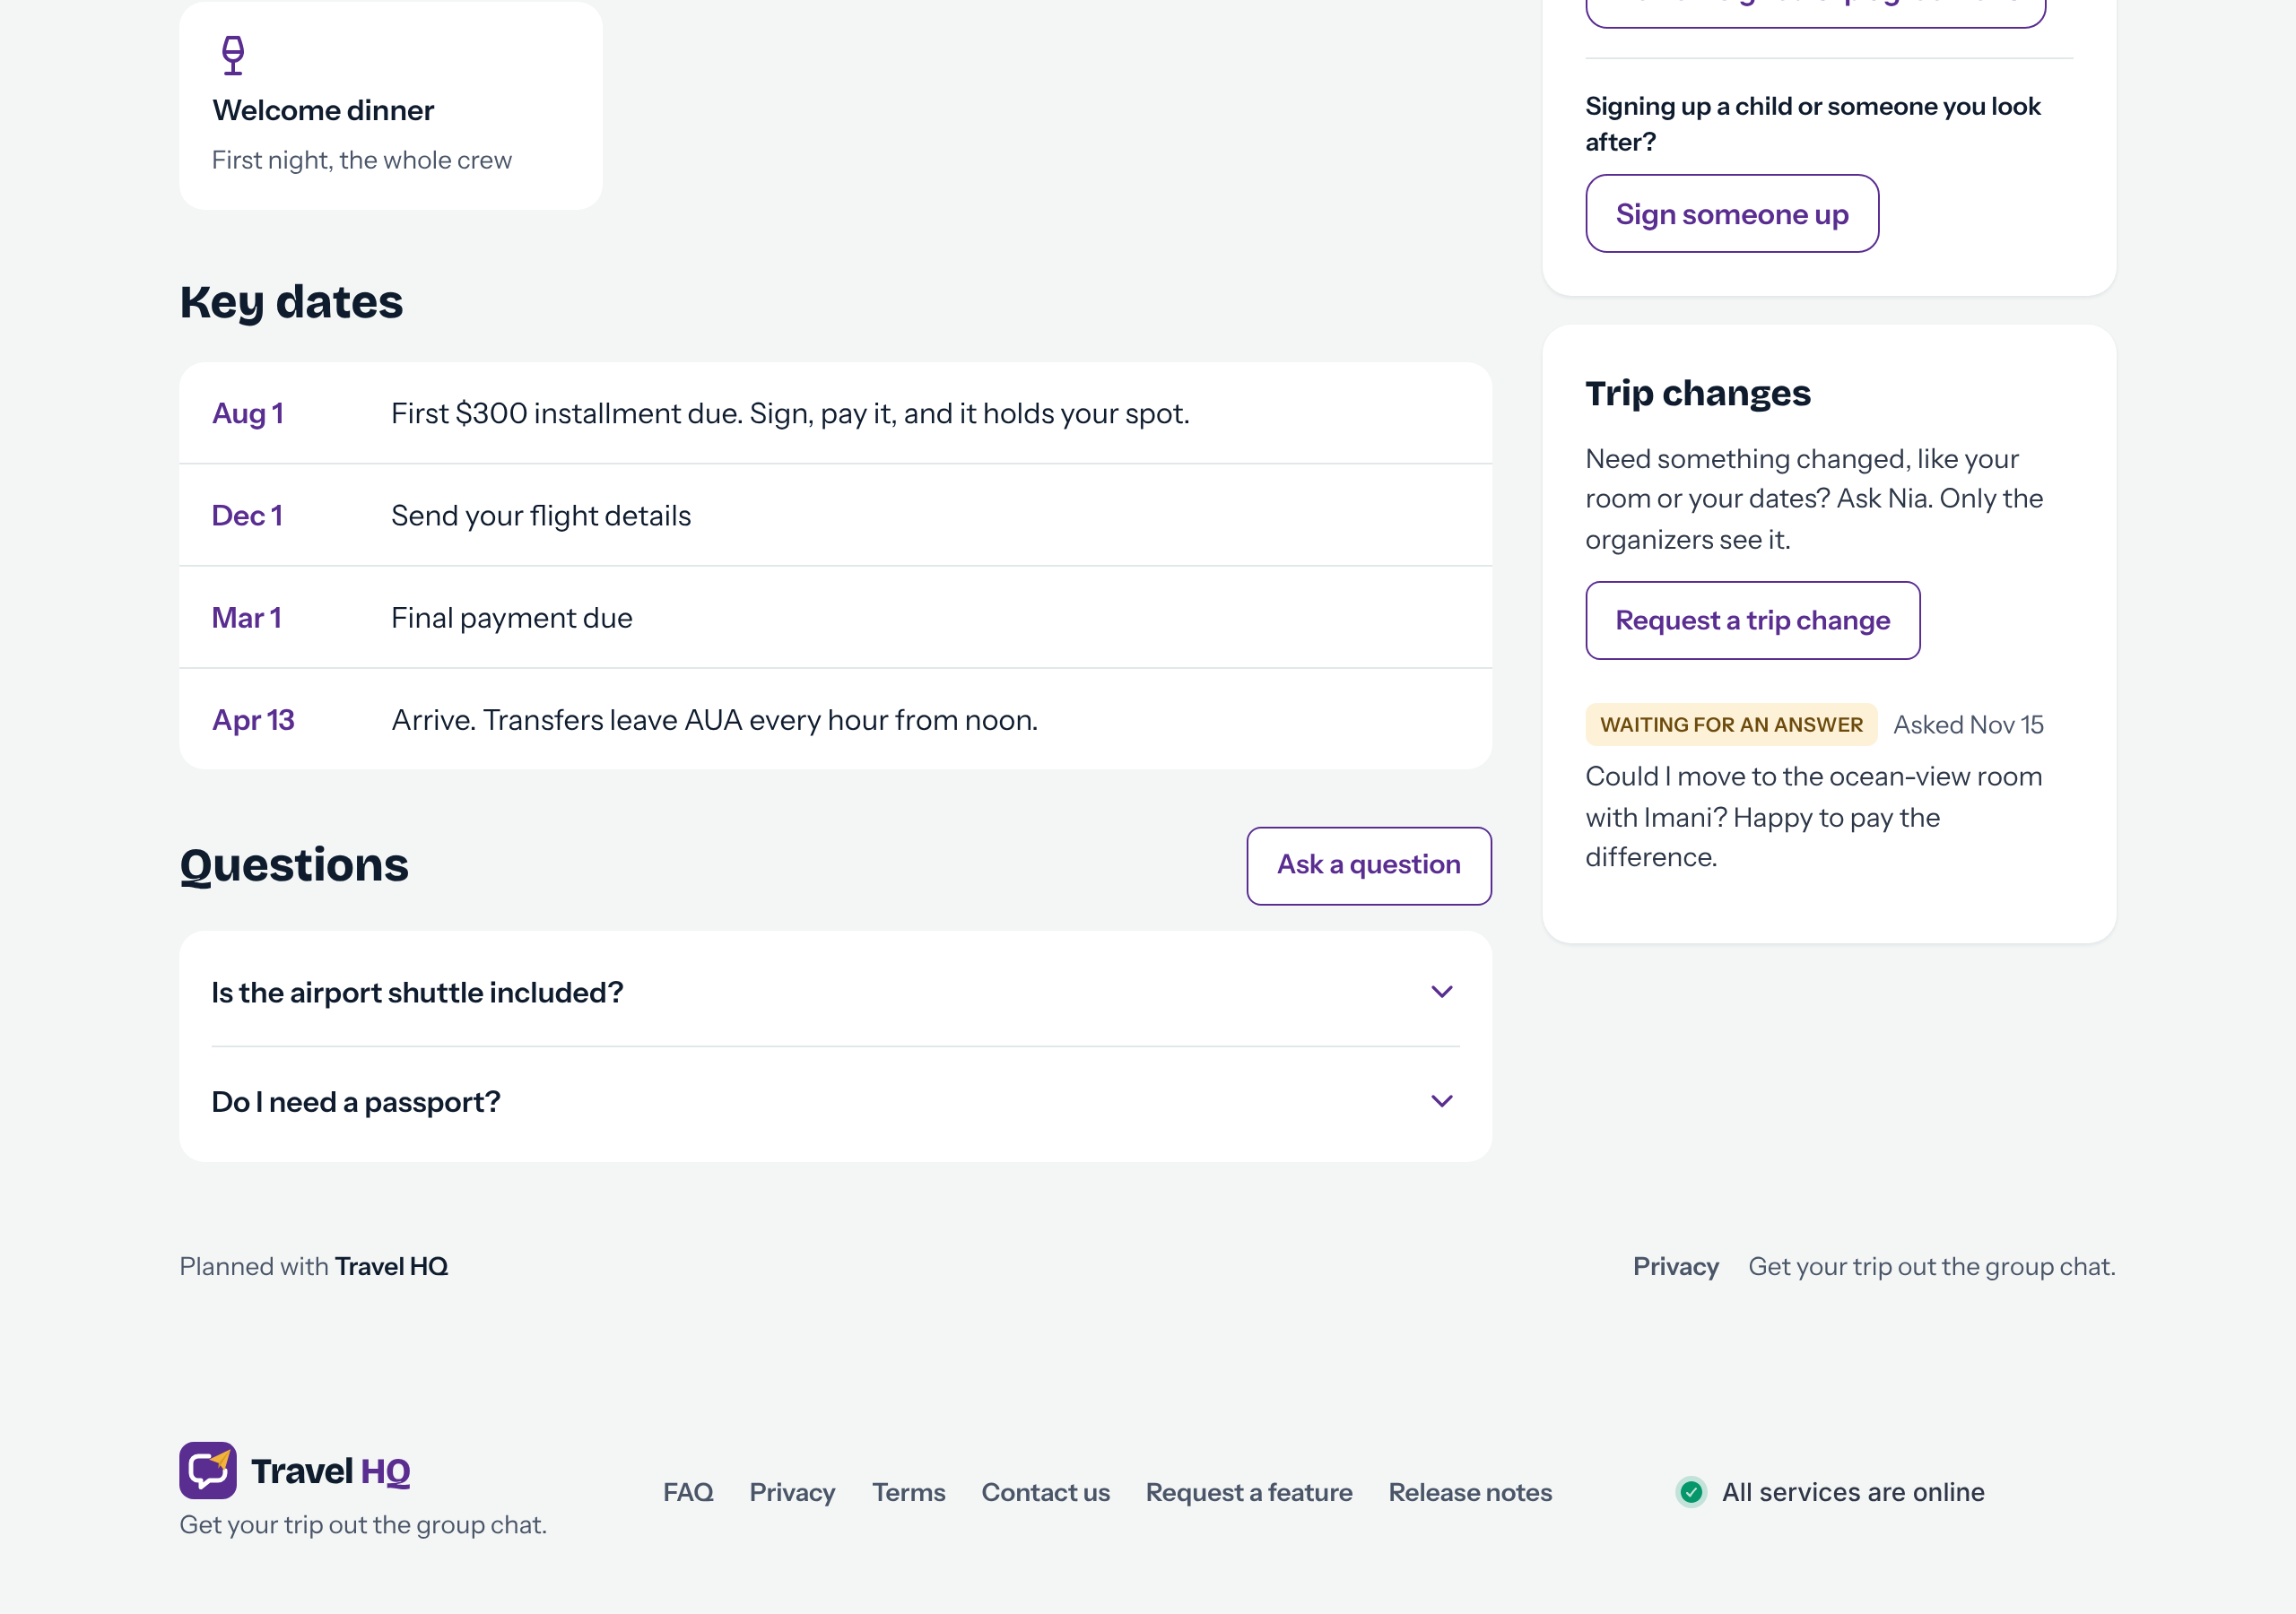 Welcome dinner
First night, the whole crew
Key dates
Aug 1 First $300 installment due. Sign, pay it, and it holds your spot.
Dec 1 Send your flight details
Mar 1 Final payment due
Apr 13 Arrive. Transfers leave AUA every hour from noon.
Questions
Ask a question
Is the airport shuttle included?
Do I need a passport?
Signing up a child or someone you look
after?
Sign someone up
Trip changes
Need something changed, like your
room or your dates? Ask Nia. Only the
organizers see it.
Request a trip change
WAITING FOR AN ANSWER Asked Nov 15
Could I move to the ocean-view room
with Imani? Happy to pay the
difference.
Planned with Travel HQ
Privacy Get your trip out the group chat.
Travel HQ
Get your trip out the group chat.
FAQ Privacy Terms Contact us Request a feature Release notes
All services are online